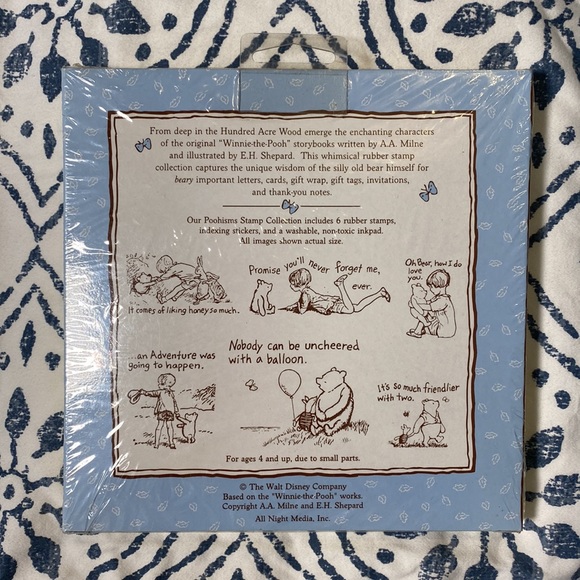 From deep in the Hundred Acre Wood emerge the enchanting characters
of the original "Winnie-the-Pooh" storybooks written by A.A. Milne
and illustrated by E.H. Shepard. This whimsical rubber stamp
collection captures the unique wisdom of the silly old bear himself for
beary important letters, cards, gift wrap, gift tags, invitations,
and thank-you notes.
Our Poohisms Stamp Collection includes 6 rubber stamps,
indexing stickers, and a washable, non-toxic inkpad.
All images shown actual size.
It comes of liking honey so much.
Promise you'll never forget me,
ever.
Oh Bear, how I do
love you.
...an Adventure was
going to happen.
Nobody can be uncheered
with a balloon.
It's so much friendlier
with two.
For ages 4 and up, due to small parts.
© The Walt Disney Company
Based on the "Winnie-the-Pooh" works.
Copyright A.A. Milne and E.H. Shepard
All Night Media, Inc.